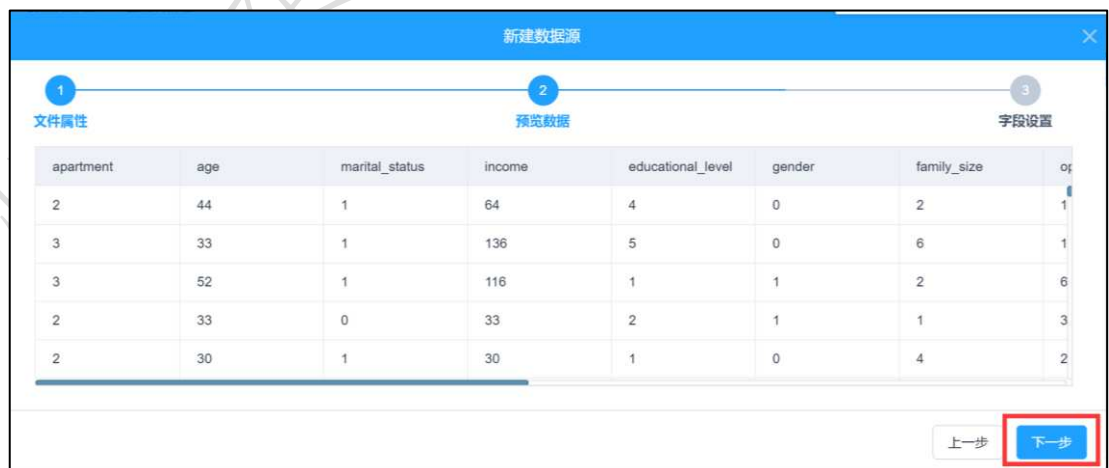 新建数据源
1 2 3
文件属性 预览数据 字段设置
apartment age marital_status income educational_level gender family_size op
2 44 1 64 4 0 2 1
3 33 1 136 5 0 6 1
3 52 1 116 1 1 2 6
2 33 0 33 2 1 1 3
2 30 1 30 1 0 4 2
上一步 下一步